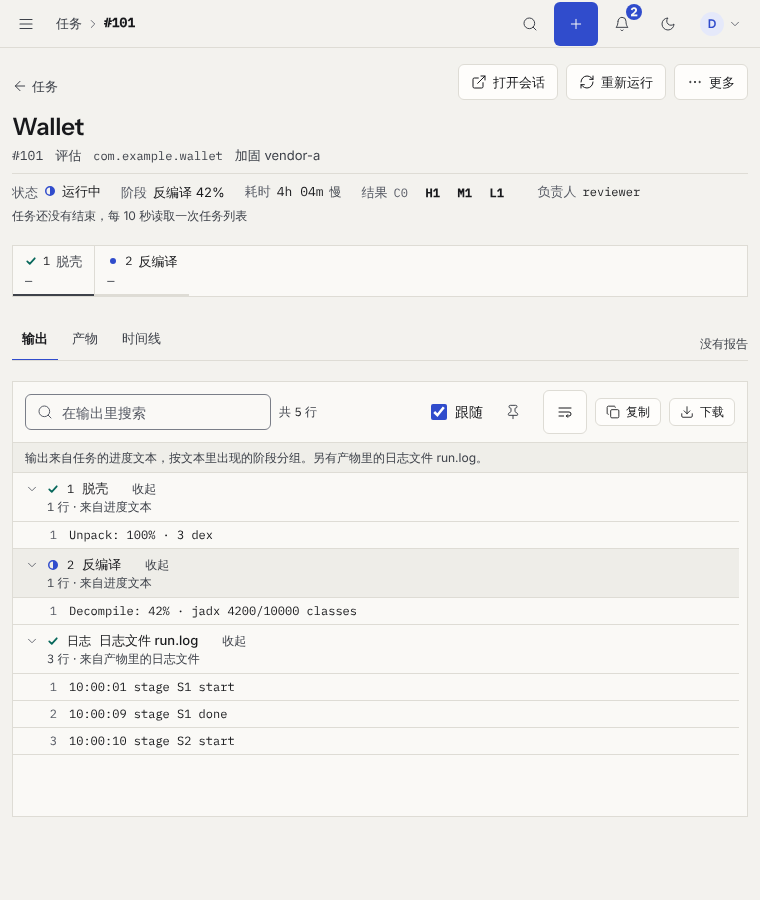 任务 > #101
2
D
← 任务
打开会话
重新运行
··· 更多
Wallet
#101 评估 com.example.wallet 加固 vendor-a
状态 运行中 阶段 反编译 42% 耗时 4h 04m 慢 结果 C0 H1 M1 L1 负责人 reviewer
任务还没有结束，每 10 秒读取一次任务列表
1 脱壳
—
2 反编译
—
输出 产物 时间线
没有报告
在输出里搜索
共 5 行
跟随
复制
下载
输出来自任务的进度文本，按文本里出现的阶段分组。另有产物里的日志文件 run.log。
1 脱壳 收起
1 行 · 来自进度文本
1 Unpack: 100% · 3 dex
2 反编译 收起
1 行 · 来自进度文本
1 Decompile: 42% · jadx 4200/10000 classes
日志 日志文件 run.log 收起
3 行 · 来自产物里的日志文件
1 10:00:01 stage S1 start
2 10:00:09 stage S1 done
3 10:00:10 stage S2 start